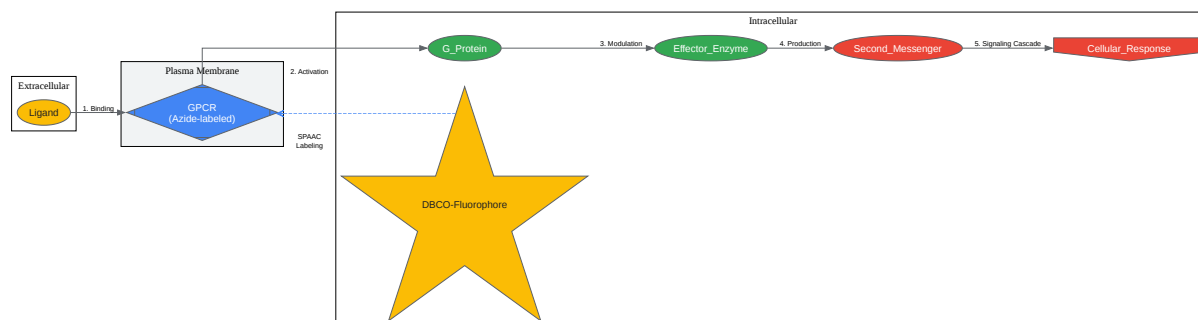 Intracellular
G_Protein
3. Modulation
Effector_Enzyme
4. Production
Second_Messenger
5. Signaling Cascade
Cellular_Response
Plasma Membrane
2. Activation
Extracellular
Ligand
1. Binding
GPCR
(Azide-labeled)
SPAAC
Labeling
DBCO-Fluorophore